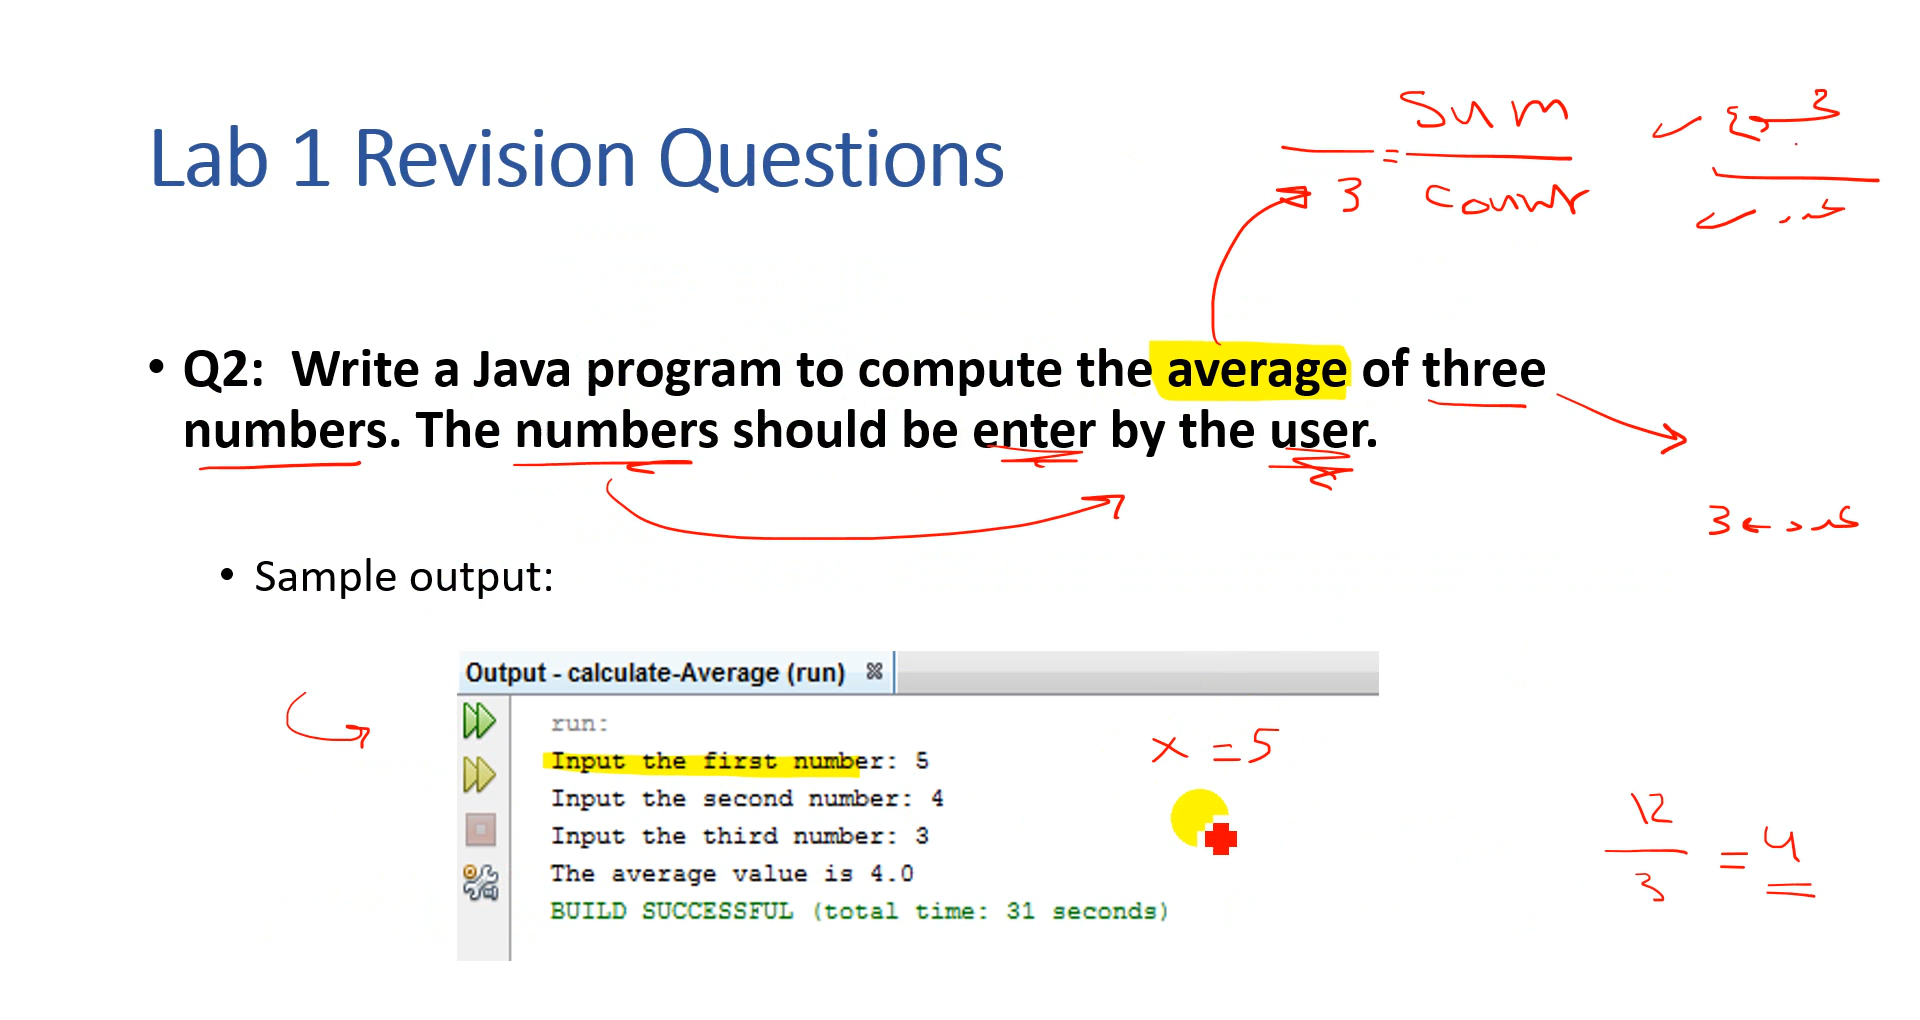 Lab 1 Revision Questions
Sum
3 = count
• Q2: Write a Java program to compute the average of three
numbers. The numbers should be enter by the user.
• Sample output:
Output - calculate-Average (run)
run:
Input the first number: 5
x = 5
Input the second number: 4
Input the third number: 3
The average value is 4.0
BUILD SUCCESSFUL (total time: 31 seconds)
12
3
= 4